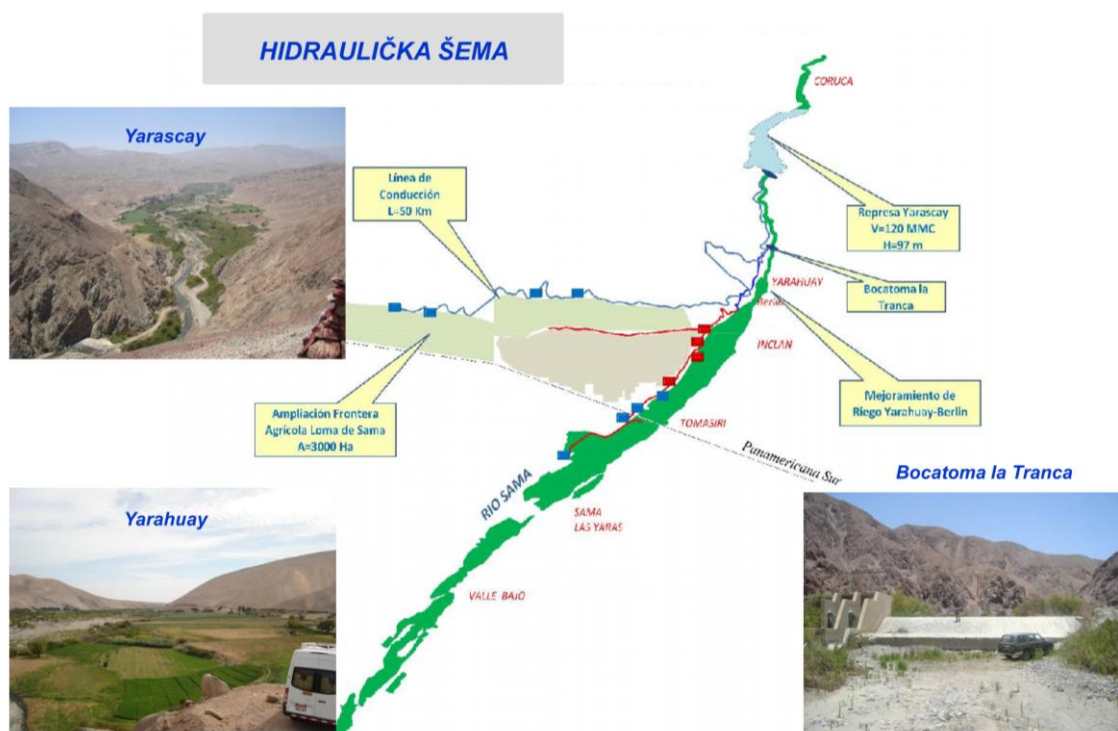 HIDRAULIČKA ŠEMA
CORUCA
Yarascay
Línea de
Conducción
L=50 Km
Represa Yarascay
V=120 MMC
H=97 m
YARAHUAY
Berlin
Bocatoma la
Tranca
INCLAN
Mejoramiento de
Riego Yarahuay-Berlin
Ampliación Frontera
Agrícola Loma de Sama
A=3000 Ha
TOMASIRI
Panamericana Sur
Bocatoma la Tranca
RIO SAMA
SAMA
LAS YARAS
Yarahuay
VALLE BAJO